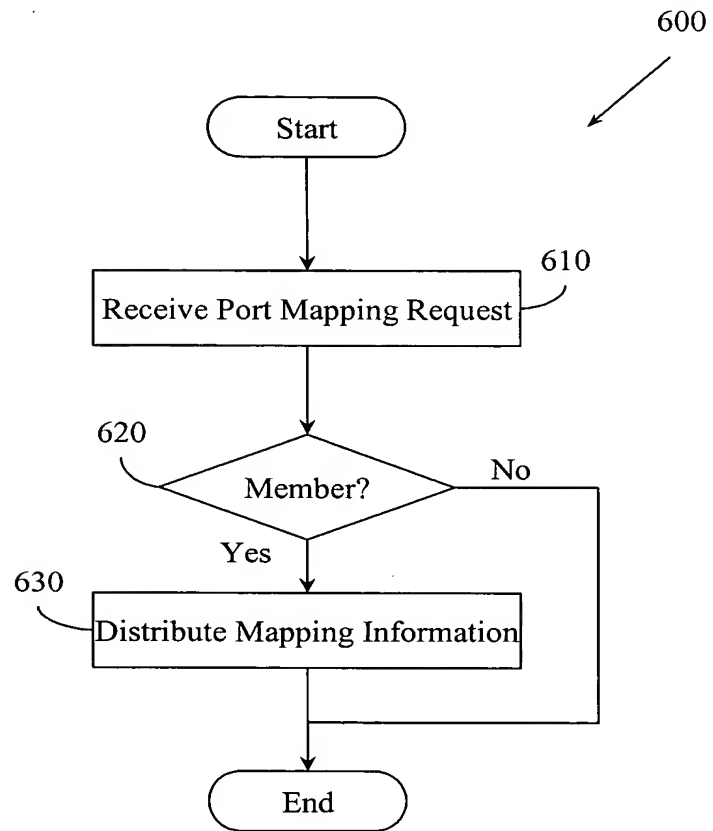 600
Start
610
Receive Port Mapping Request
620
Member?
No
Yes
630
Distribute Mapping Information
End